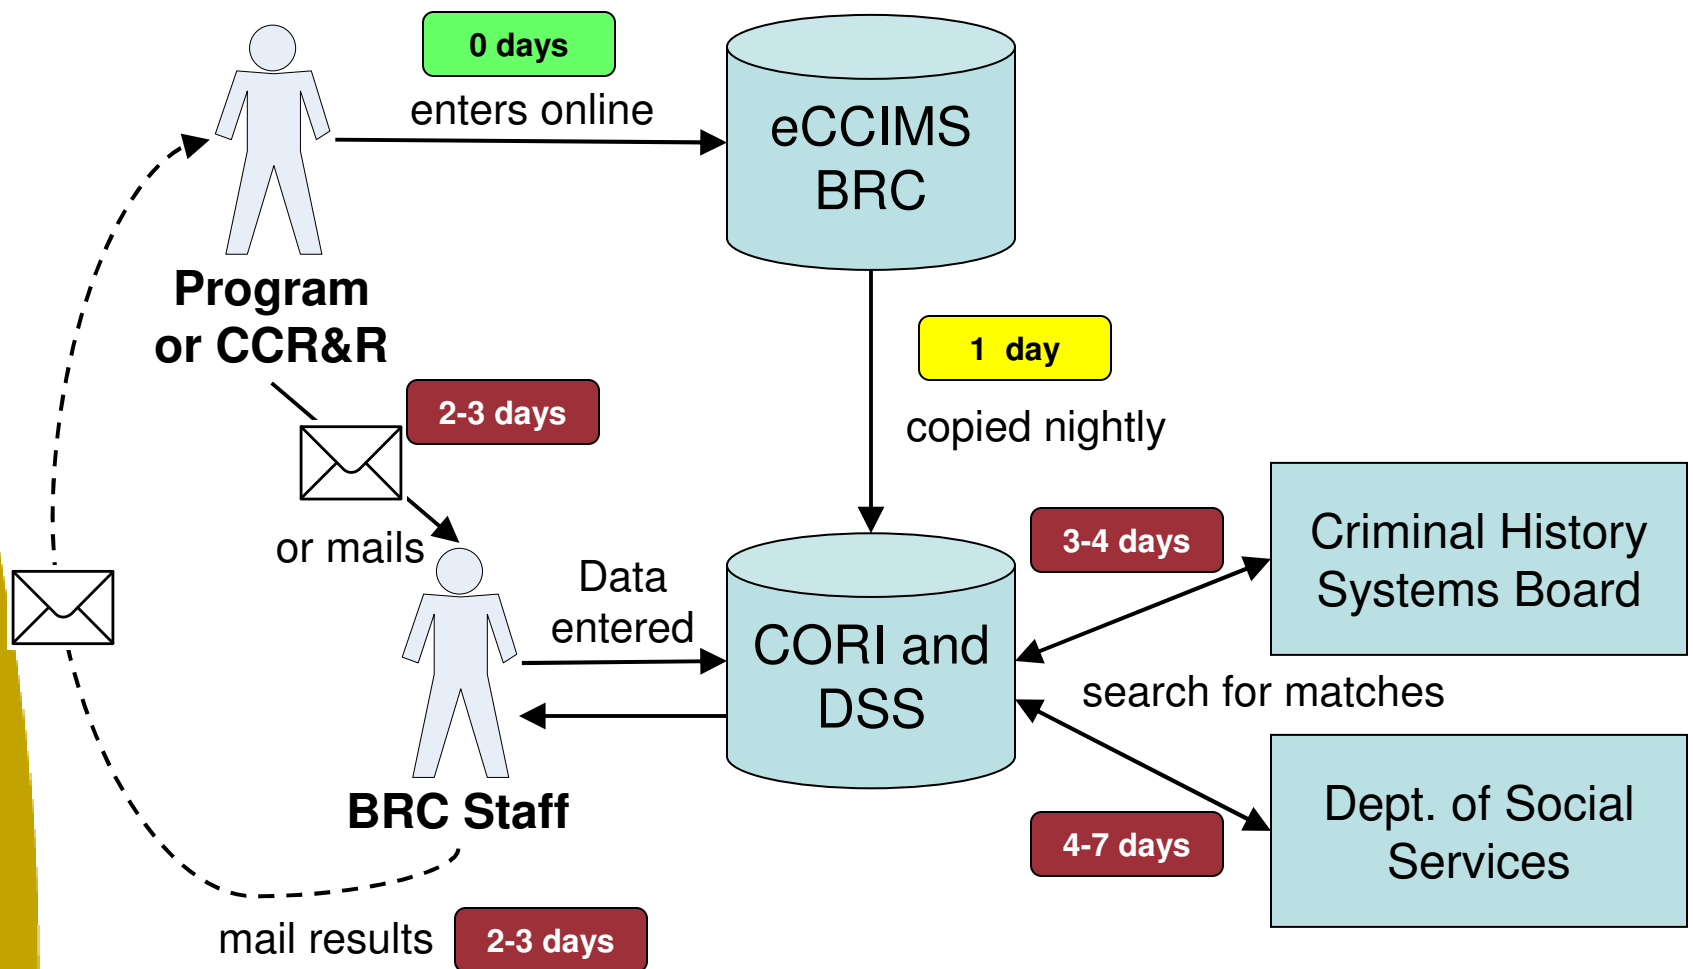 0 days
enters online
eCCIMS
BRC
Program
or CCR&R
1 day
2-3 days
copied nightly
or mails
3-4 days
Criminal History
Systems Board
Data
entered
CORI and
DSS
search for matches
BRC Staff
4-7 days
Dept. of Social
Services
mail results
2-3 days